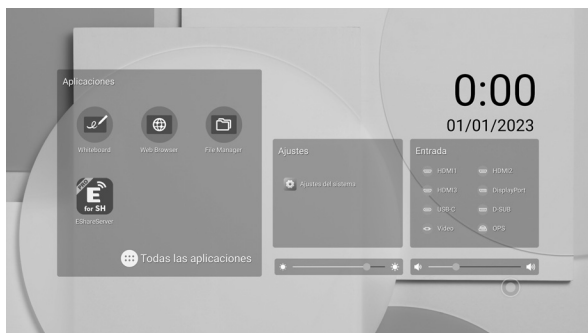 Aplicaciones
Whiteboard
Web Browser
File Manager
PRO
E
for SH
EShareServer
Todas las aplicaciones
Ajustes
Ajustes del sistema
0:00
01/01/2023
Entrada
HDMI1
HDMI2
HDMI3
DisplayPort
USB-C
D-SUB
Video
OPS